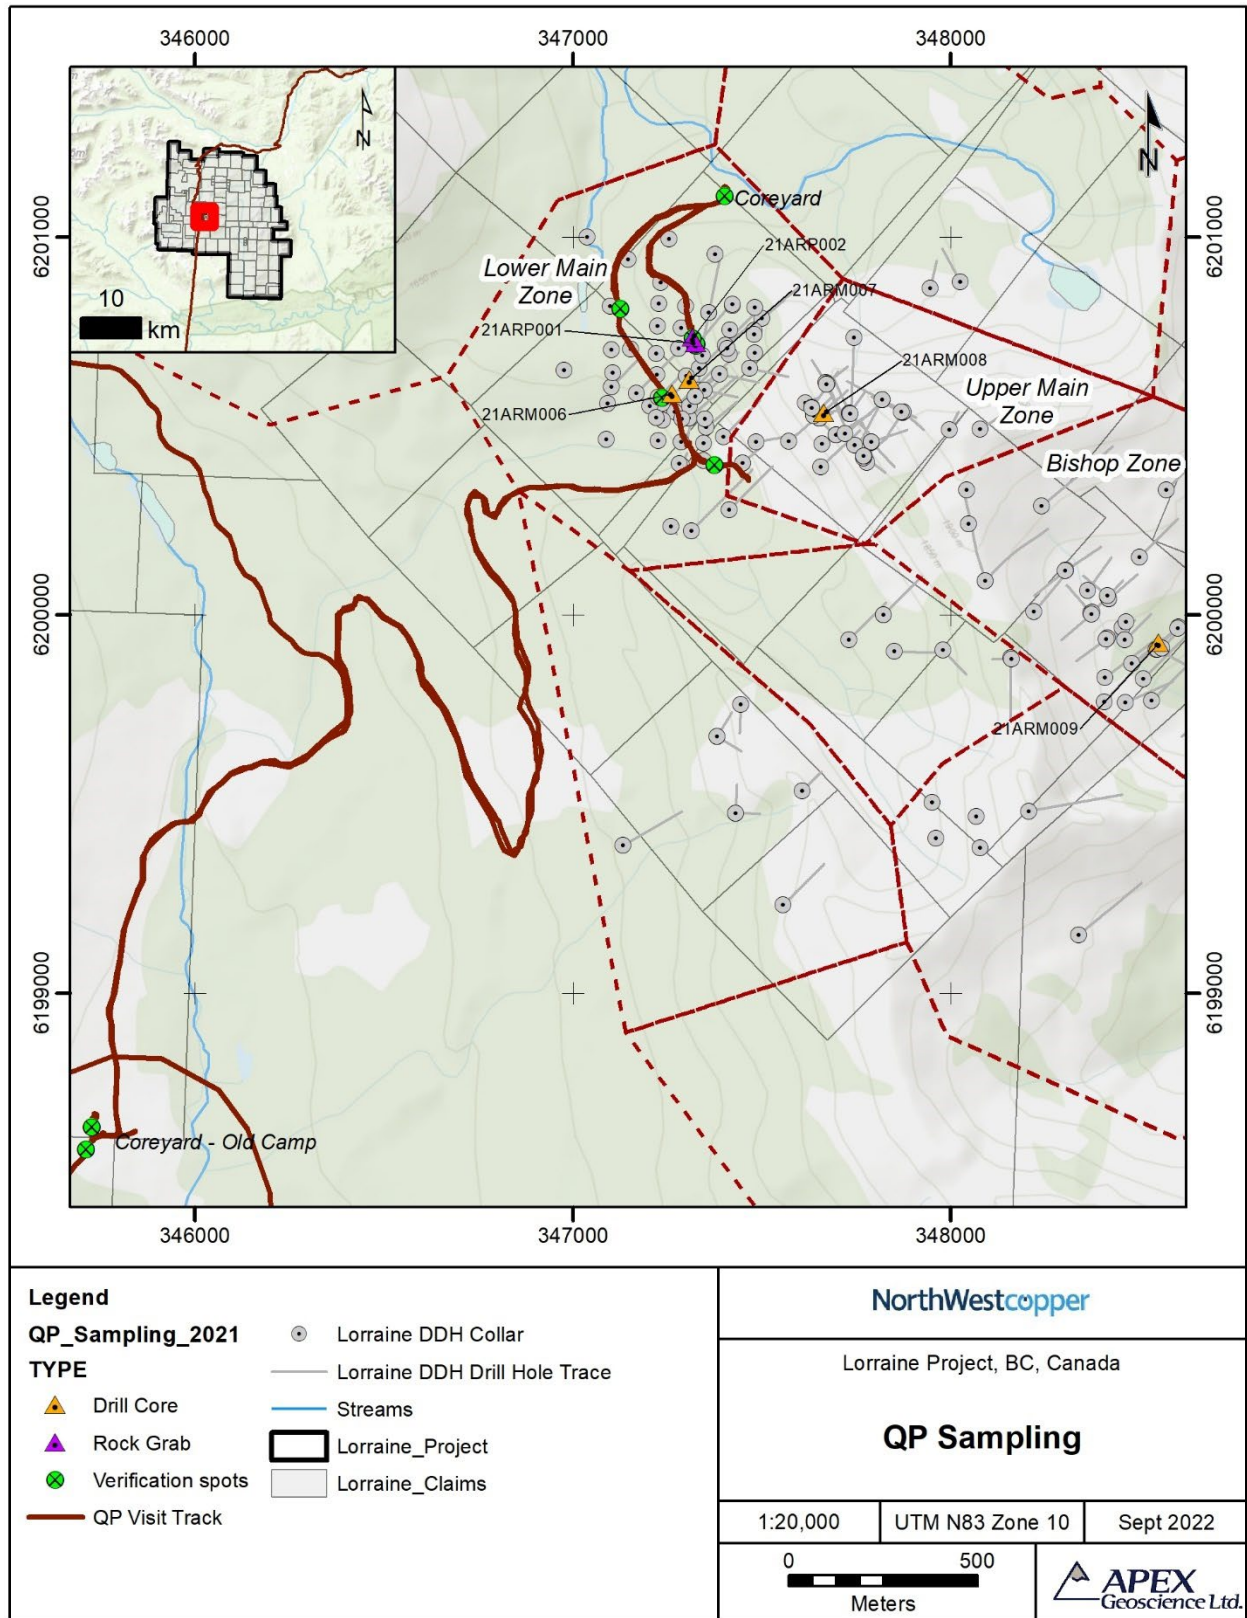 346000
347000
348000
N
10
km
N
6201000
6201000
Coreyard
21ARP002
Lower Main
Zone
21ARM007
21ARP001
21ARM008
Upper Main
Zone
21ARM006
Bishop Zone
6200000
6200000
21ARM009
6199000
6199000
Coreyard - Old Camp
346000
347000
348000
Legend
QP_Sampling_2021
TYPE
Drill Core
Rock Grab
Verification spots
QP Visit Track
Lorraine DDH Collar
Lorraine DDH Drill Hole Trace
Streams
Lorraine_Project
Lorraine_Claims
NorthWestcopper
Lorraine Project, BC, Canada
QP Sampling
1:20,000
UTM N83 Zone 10
Sept 2022
0 500
Meters
APEX
Geoscience Ltd.